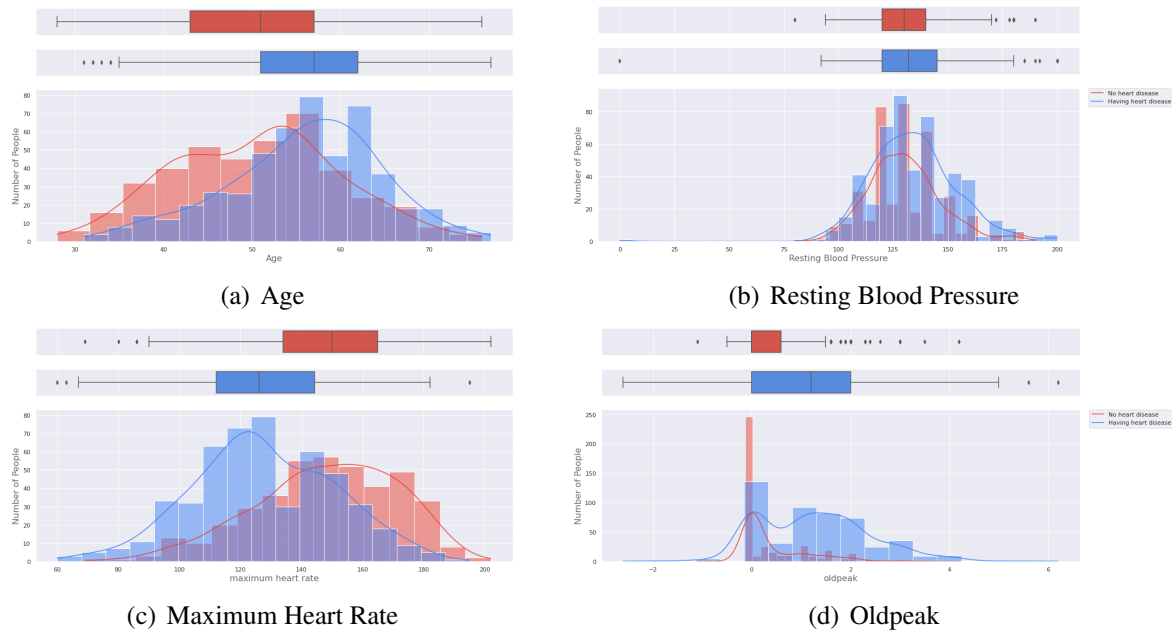 80
70
60
50
40
30
20
10
0
Number of People
30 40 50 60 70
Age
(a) Age
80
60
40
20
0
Number of People
0 25 50 75 100 125 150 175 200
Resting Blood Pressure
No heart disease
Having heart disease
(b) Resting Blood Pressure
80
70
60
50
40
30
20
10
0
Number of People
60 80 100 120 140 160 180 200
maximum heart rate
(c) Maximum Heart Rate
250
200
150
100
50
0
Number of People
−2 0 2 4 6
oldpeak
No heart disease
Having heart disease
(d) Oldpeak